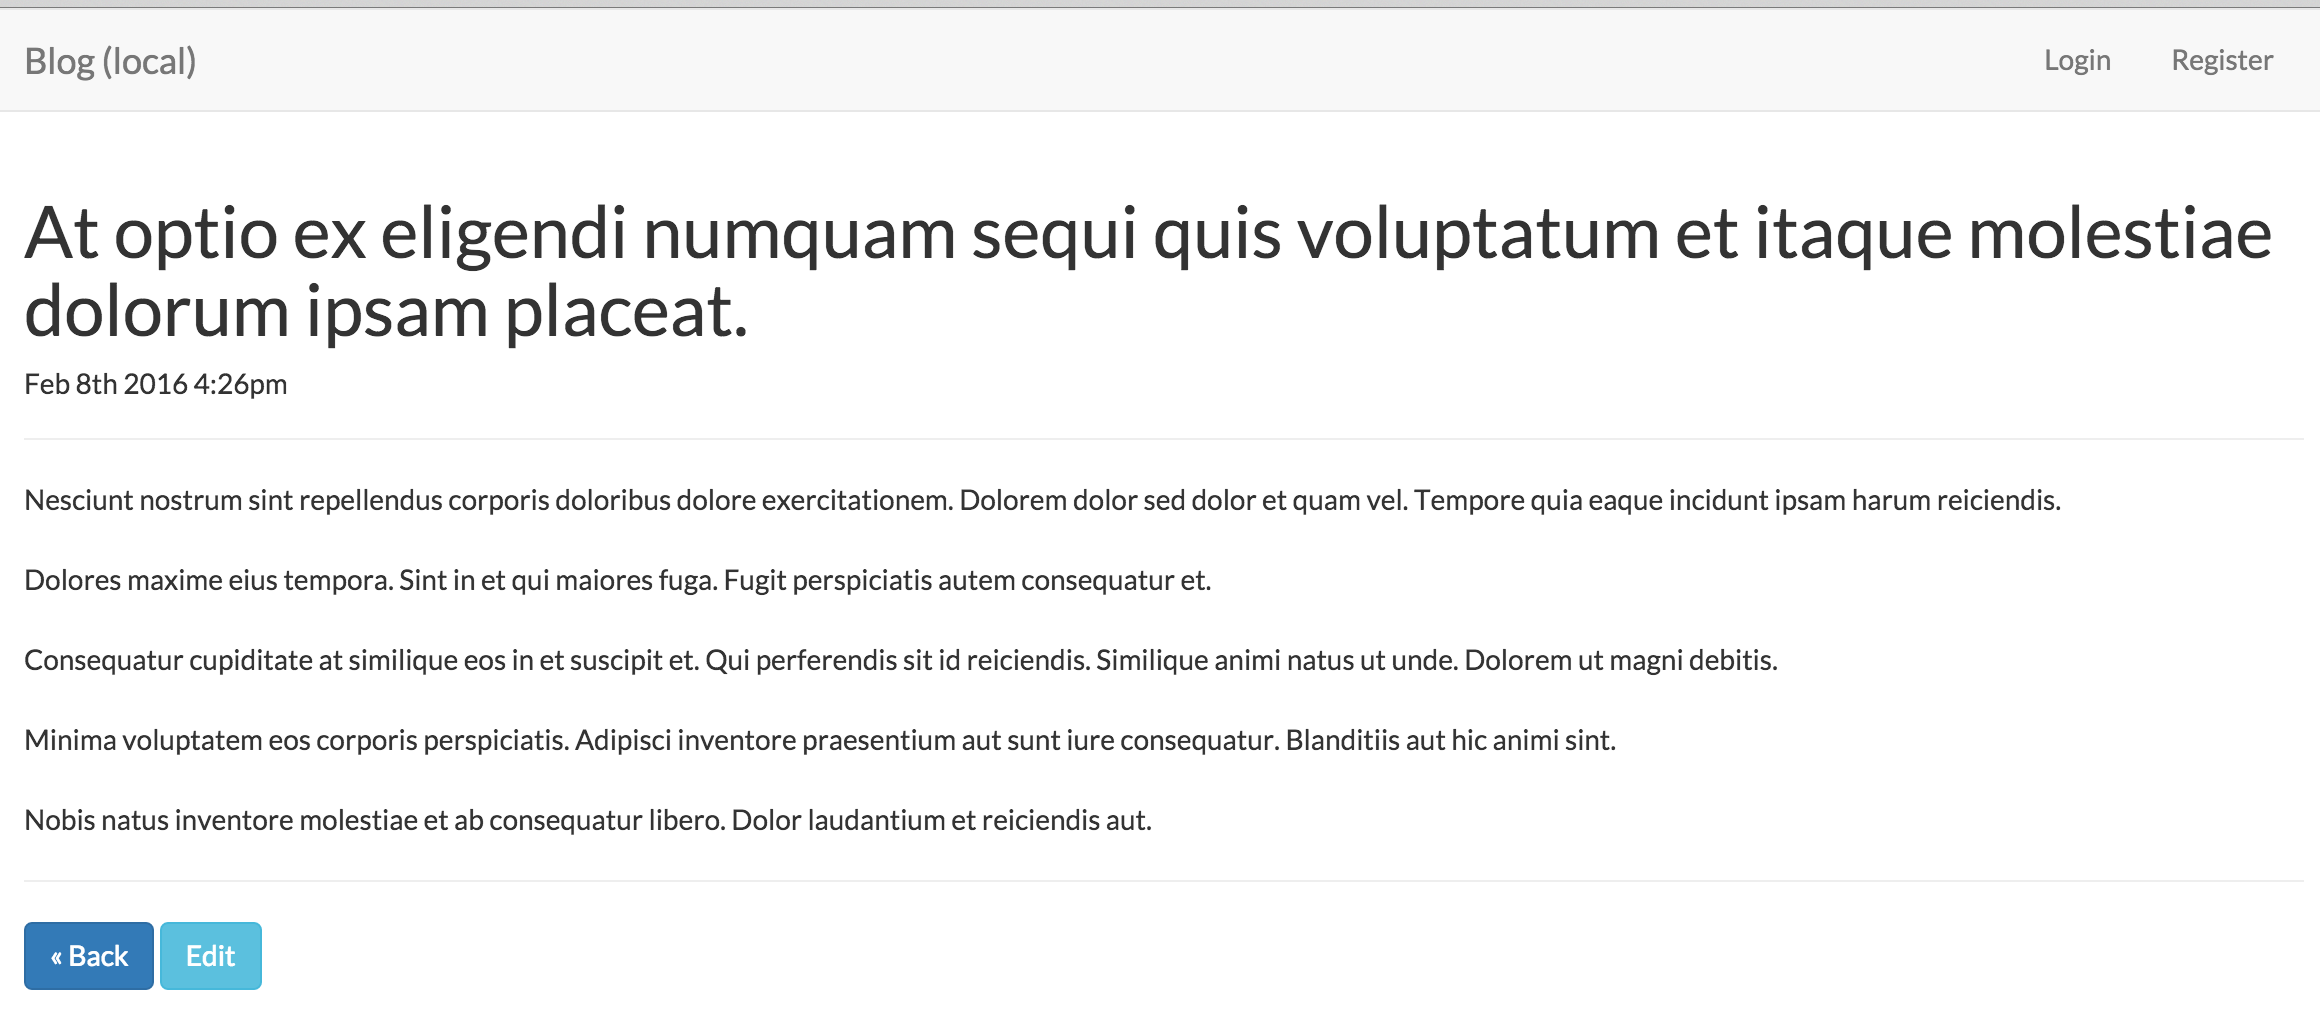 Blog (local)
Login
Register
At optio ex eligendi numquam sequi quis voluptatum et itaque molestiae
dolorum ipsam placeat.
Feb 8th 2016 4:26pm
Nesciunt nostrum sint repellendus corporis doloribus dolore exercitationem. Dolorem dolor sed dolor et quam vel. Tempore quia eaque incidunt ipsam harum reiciendis.
Dolores maxime eius tempora. Sint in et qui maiores fuga. Fugit perspiciatis autem consequatur et.
Consequatur cupiditate at similique eos in et suscipit et. Qui perferendis sit id reiciendis. Similique animi natus ut unde. Dolorem ut magni debitis.
Minima voluptatem eos corporis perspiciatis. Adipisci inventore praesentium aut sunt iure consequatur. Blanditiis aut hic animi sint.
Nobis natus inventore molestiae et ab consequatur libero. Dolor laudantium et reiciendis aut.
« Back
Edit